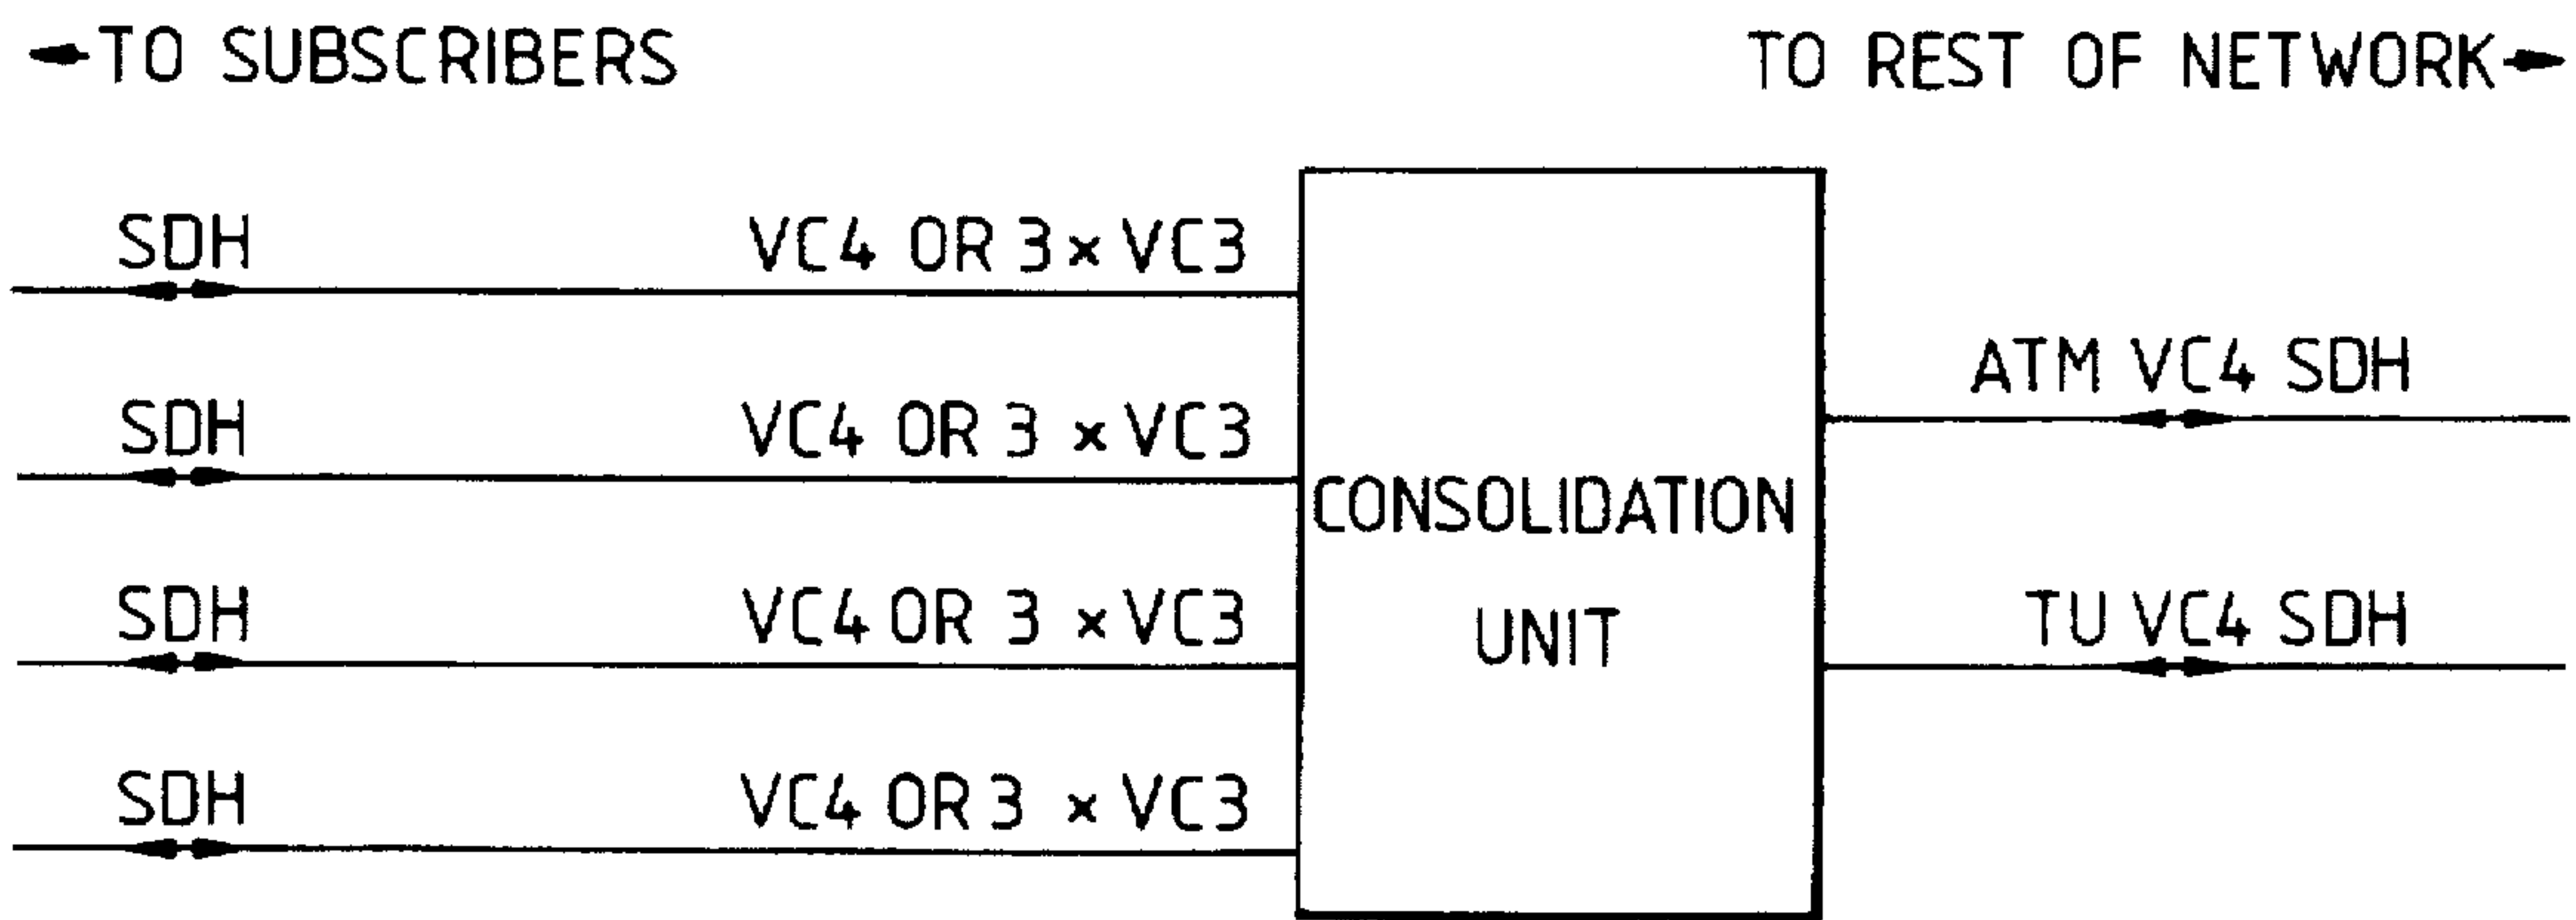 TO SUBSCRIBERS
TO REST OF NETWORK
SDH
VC4 OR 3 × VC3
SDH
VC4 OR 3 × VC3
SDH
VC4 OR 3 × VC3
SDH
VC4 OR 3 × VC3
CONSOLIDATION
UNIT
ATM VC4 SDH
TU VC4 SDH